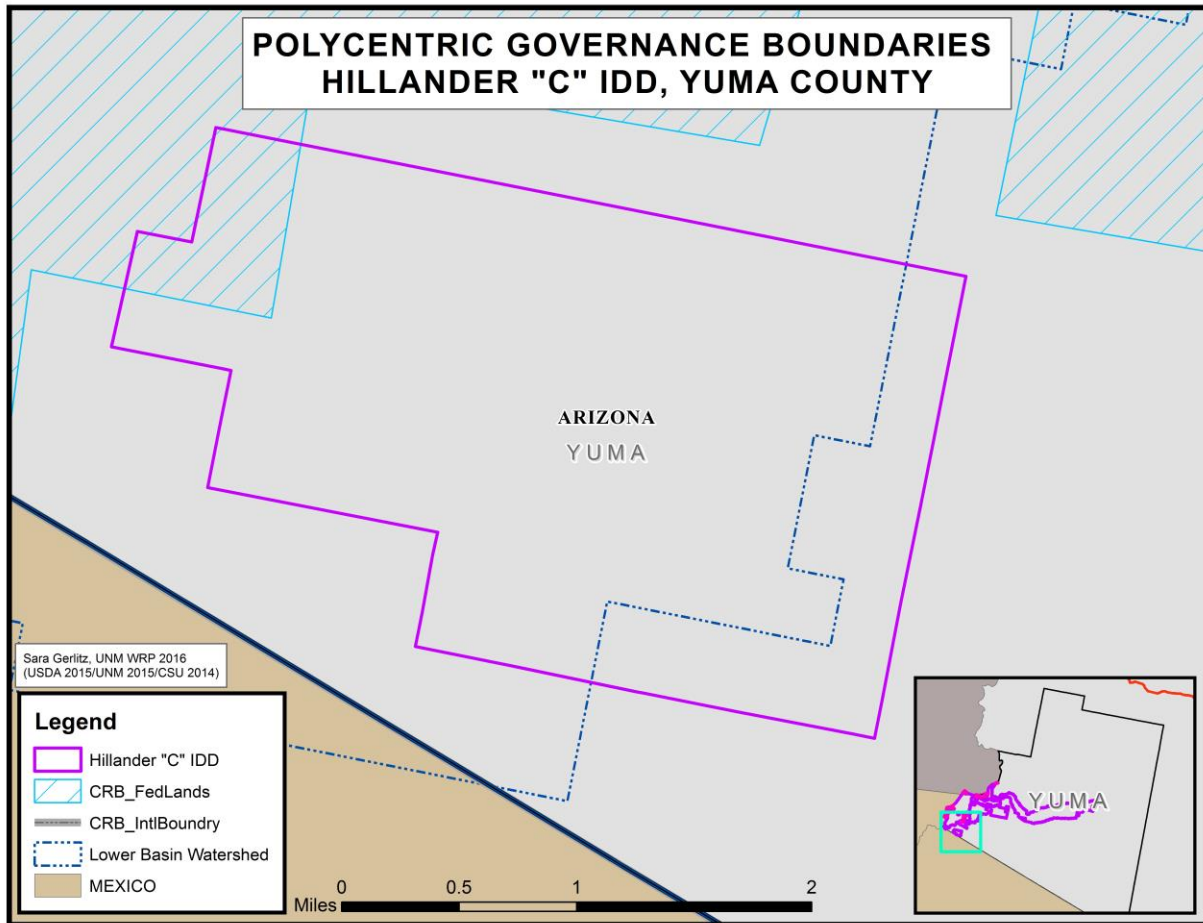 POLYCENTRIC GOVERNANCE BOUNDARIES
HILLANDER "C" IDD, YUMA COUNTY
ARIZONA
YUMA
Sara Gerlitz, UNM WRP 2016
(USDA 2015/UNM 2015/CSU 2014)
Legend
Hillander "C" IDD
CRB_FedLands
CRB_IntlBoundry
Lower Basin Watershed
MEXICO
0 0.5 1 2
Miles
YUMA